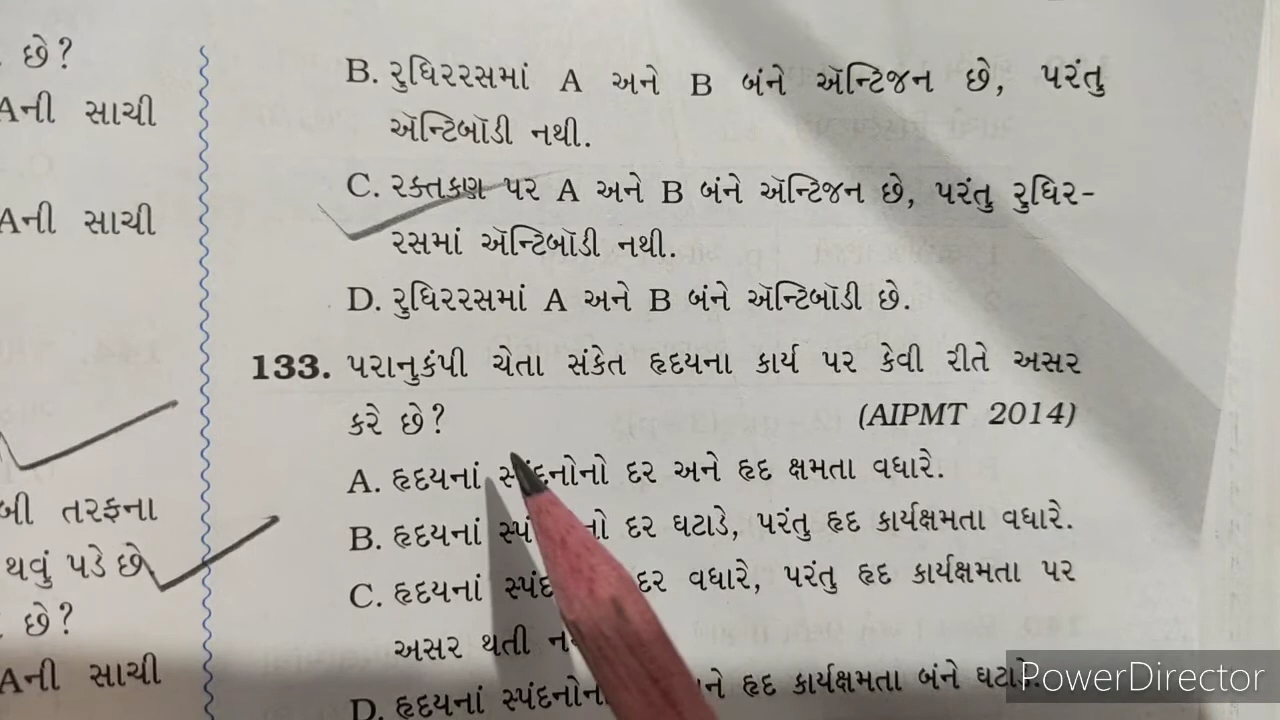 છે?
Aની સાચી
Aની સાચી
તરફના
થવું પડે છે
છે?
Aની સાચી
B. રુધિરરસમાં A અને B બંને ઍન્ટિજન છે, પરંતુ
ઍન્ટિબૉડી નથી.
C. રક્તકણ પર A અને B બંને ઍન્ટિજન છે, પરંતુ રુધિર-
રસમાં ઍન્ટિબૉડી નથી.
D. રુધિરરસમાં A અને B બંને ઍન્ટિબૉડી છે.
133. પરાનુકંપી ચેતા સંકેત હૃદયના કાર્ય પર કેવી રીતે અસર
કરે છે? (AIPMT 2014)
A. હૃદયનાં સ્પંદનોનો દર અને હૃદ ક્ષમતા વધારે.
B. હૃદયનાં દર ઘટાડે, પરંતુ હૃદ કાર્યક્ષમતા વધારે.
C. હૃદયનાં દર વધારે, પરંતુ હૃદ કાર્યક્ષમતા પર
અસર થતી
D. હૃદયનાં હૃદ કાર્યક્ષમતા બંને ઘટાડે.
PowerDirector